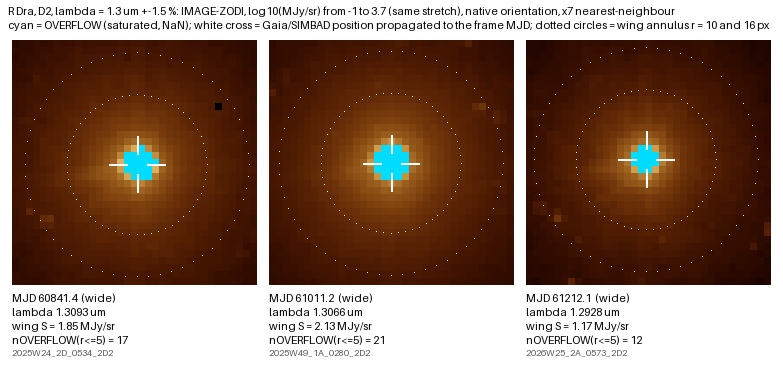 R Dra, D2, lambda = 1.3 um +-1.5 %: IMAGE-ZODI, log10(MJy/sr) from -1 to 3.7 (same stretch), native orientation, x7 nearest-neighbour
cyan = OVERFLOW (saturated, NaN); white cross = Gaia/SIMBAD position propagated to the frame MJD; dotted circles = wing annulus r = 10 and 16 px
MJD 60841.4 (wide)
lambda 1.3093 um
wing S = 1.85 MJy/sr
nOVERFLOW(r<=5) = 17
2025W24_2D_0534_2D2
MJD 61011.2 (wide)
lambda 1.3066 um
wing S = 2.13 MJy/sr
nOVERFLOW(r<=5) = 21
2025W49_1A_0280_2D2
MJD 61212.1 (wide)
lambda 1.2928 um
wing S = 1.17 MJy/sr
nOVERFLOW(r<=5) = 12
2026W25_2A_0573_2D2